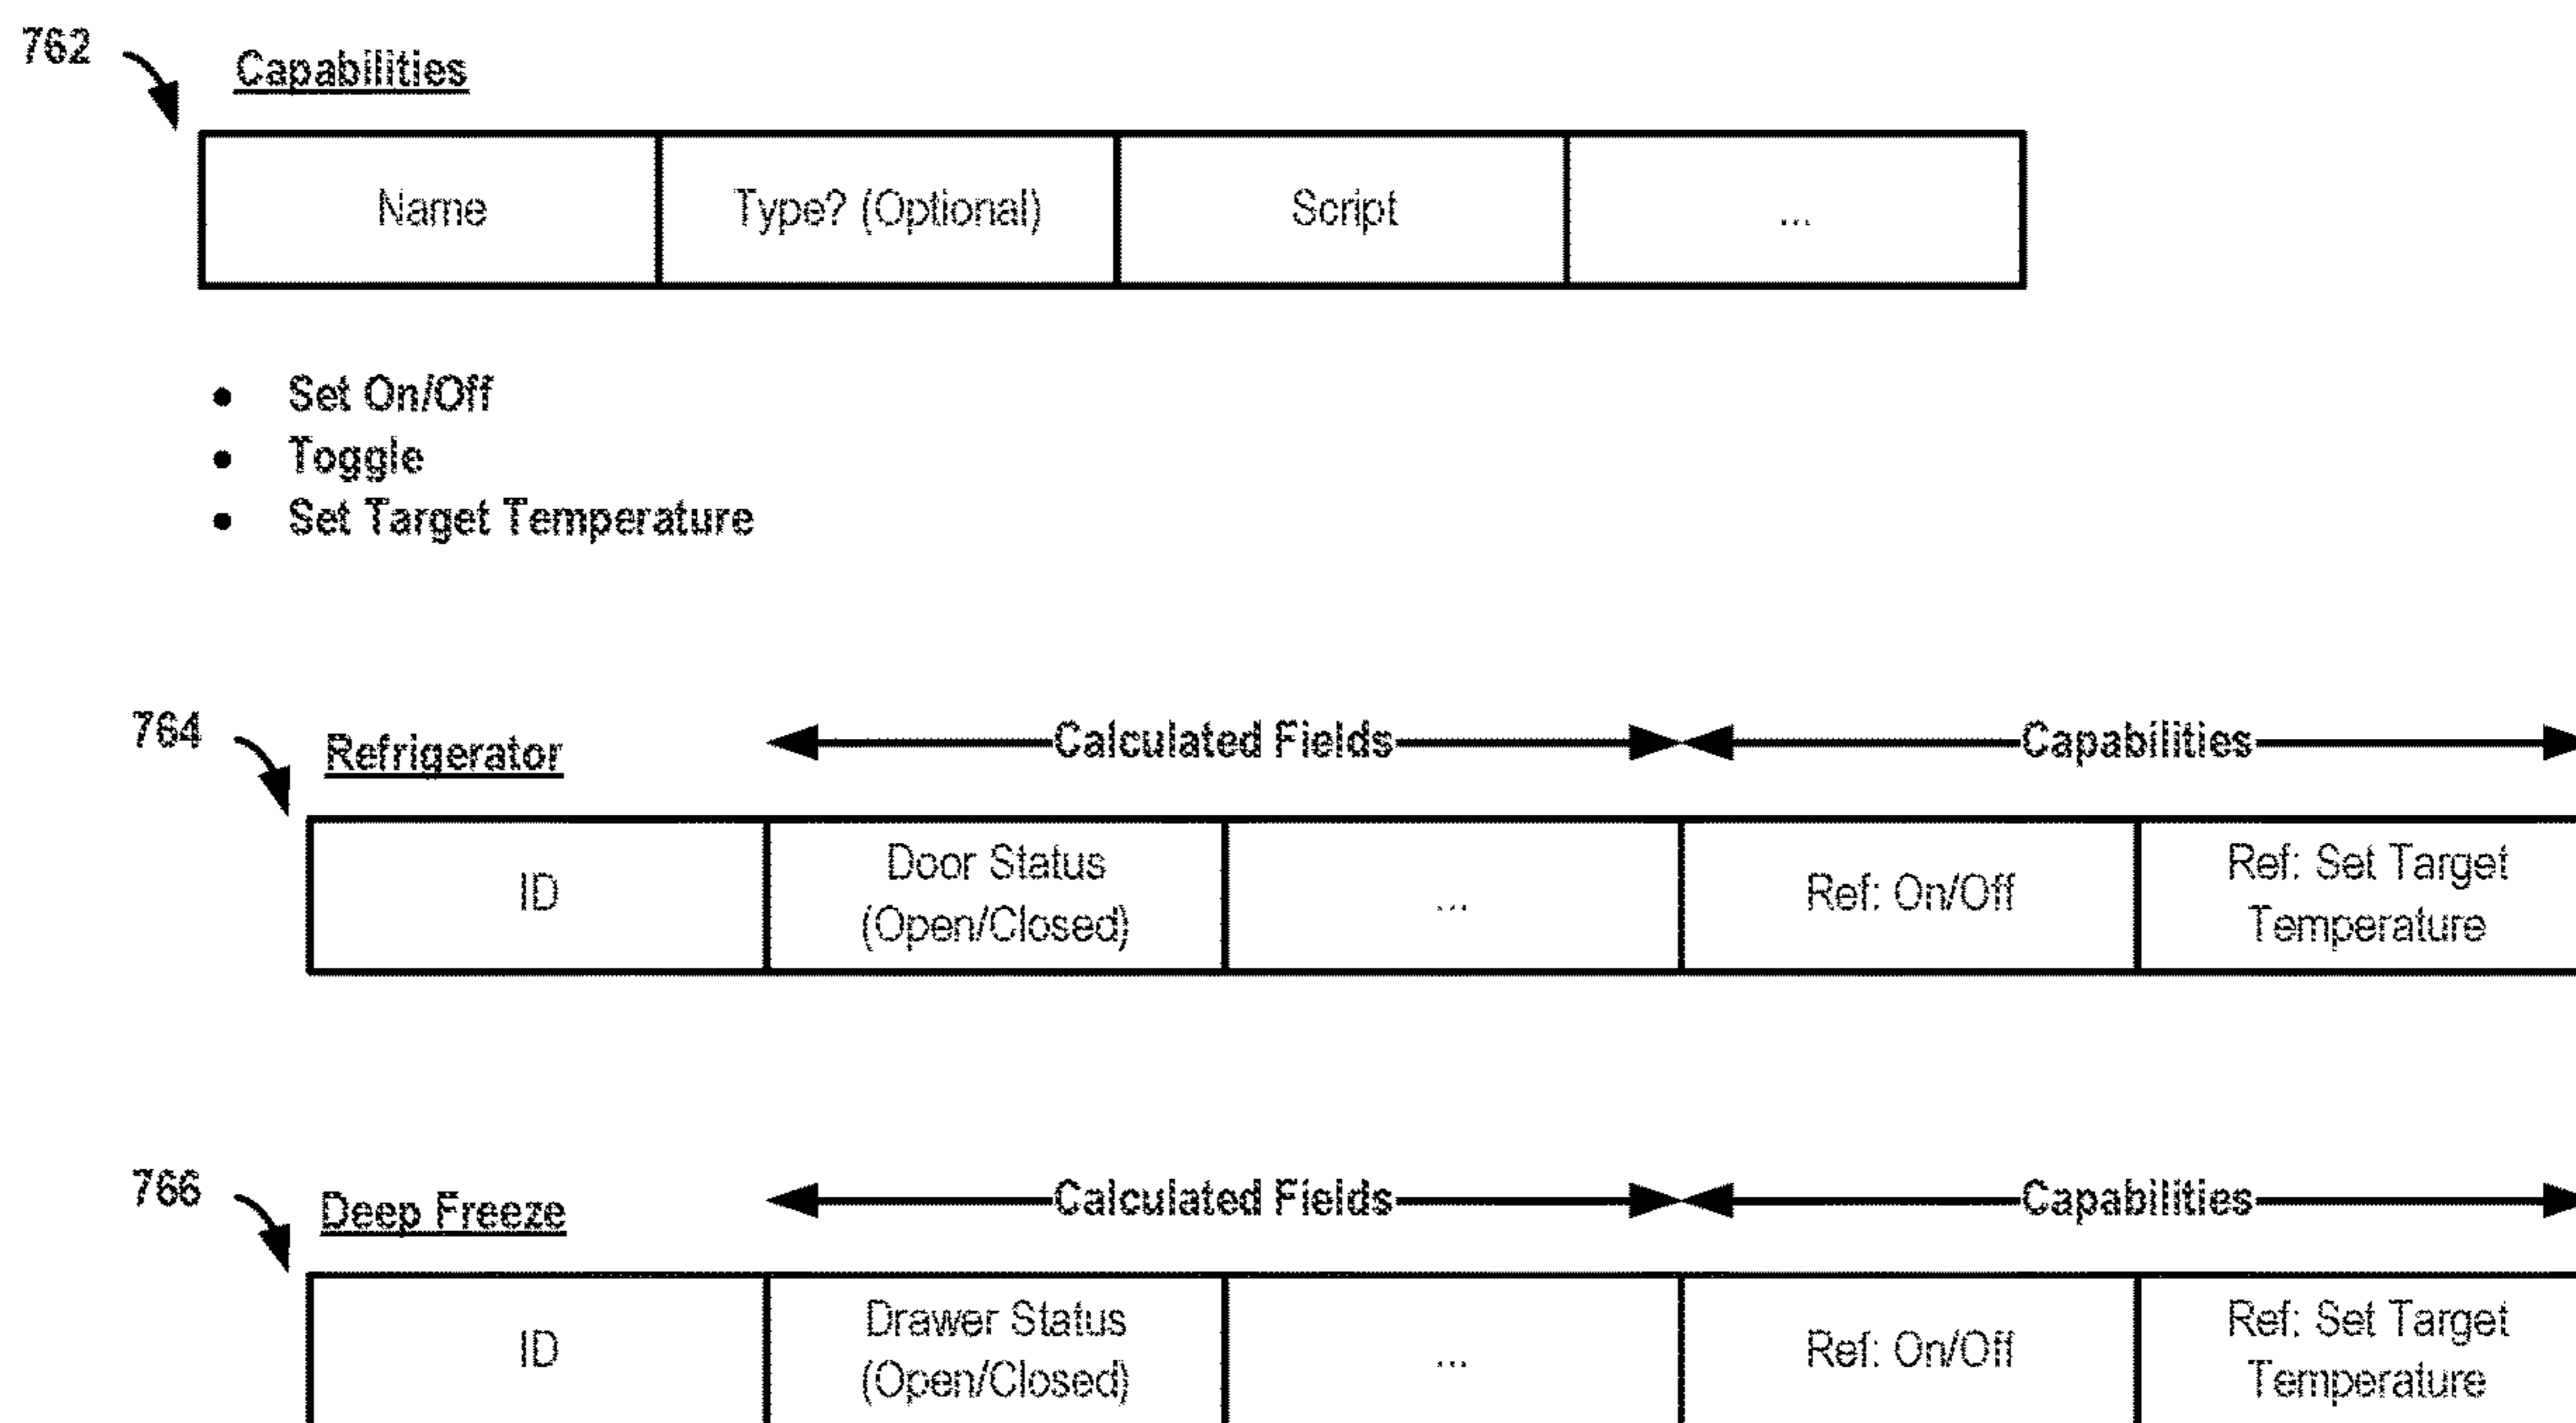 762
Capabilities
Name
Type? (Optional)
Script
...
• Set On/Off
• Toggle
• Set Target Temperature
764
Refrigerator
Calculated Fields
Capabilities
ID
Door Status
(Open/Closed)
...
Ref: On/Off
Ref: Set Target
Temperature
766
Deep Freeze
Calculated Fields
Capabilities
ID
Drawer Status
(Open/Closed)
...
Ref: On/Off
Ref: Set Target
Temperature